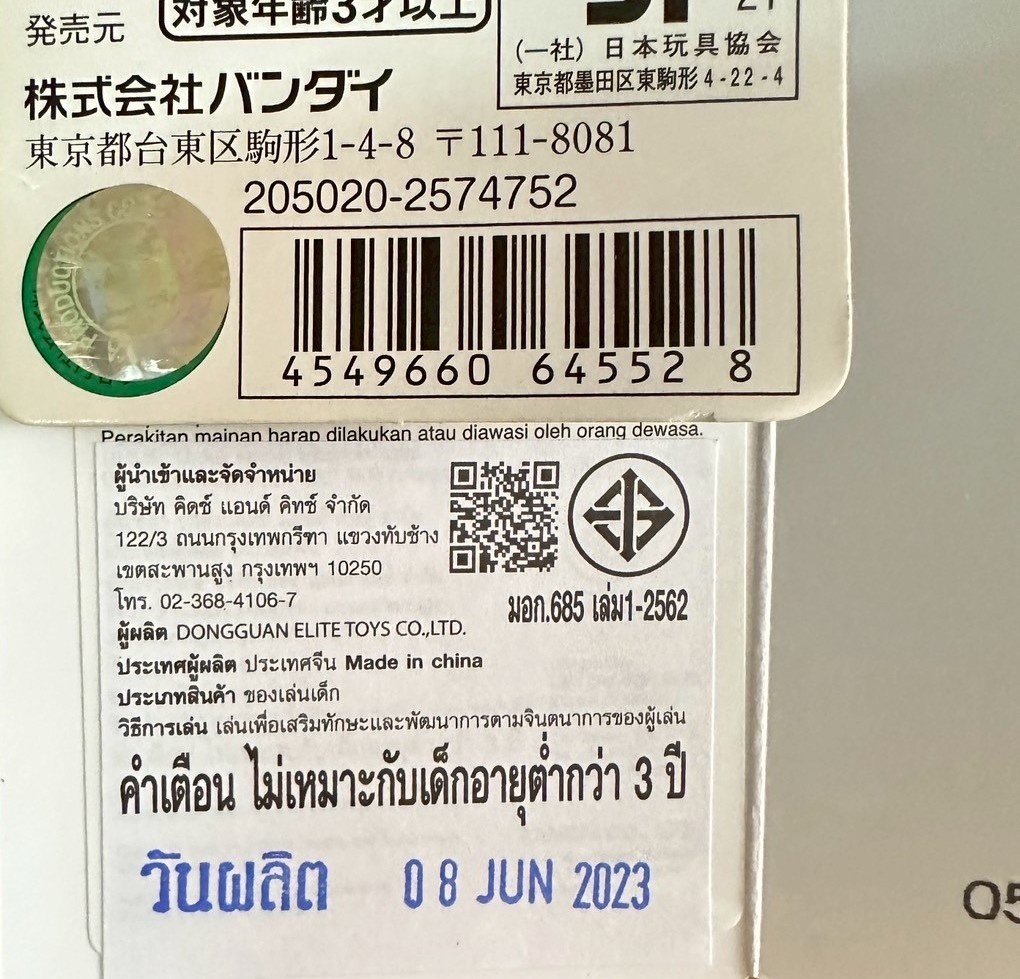 対象年齢3才以上
発売元
(一社) 日本玩具協会
東京都墨田区東駒形4-22-4
株式会社バンダイ
東京都台東区駒形1-4-8 〒111-8081
205020-2574752
4549660 64552 8
Perakitan mainan harap dilakukan atau diawasi oleh orang dewasa.
ผู้นำเข้าและจัดจำหน่าย
บริษัท คิดซ์ แอนด์ คิทซ์ จำกัด
122/3 ถนนกรุงเทพกรีฑา แขวงทับช้าง
เขตสะพานสูง กรุงเทพฯ 10250
โทร. 02-368-4106-7
มอก.685 เล่ม1-2562
ผู้ผลิต DONGGUAN ELITE TOYS CO.,LTD.
ประเทศผู้ผลิต ประเทศจีน Made in china
ประเภทสินค้า ของเล่นเด็ก
วิธีการเล่น เล่นเพื่อเสริมทักษะและพัฒนาการตามจินตนาการของผู้เล่น
คำเตือน ไม่เหมาะกับเด็กอายุต่ำกว่า 3 ปี
วันผลิต 08 JUN 2023
05